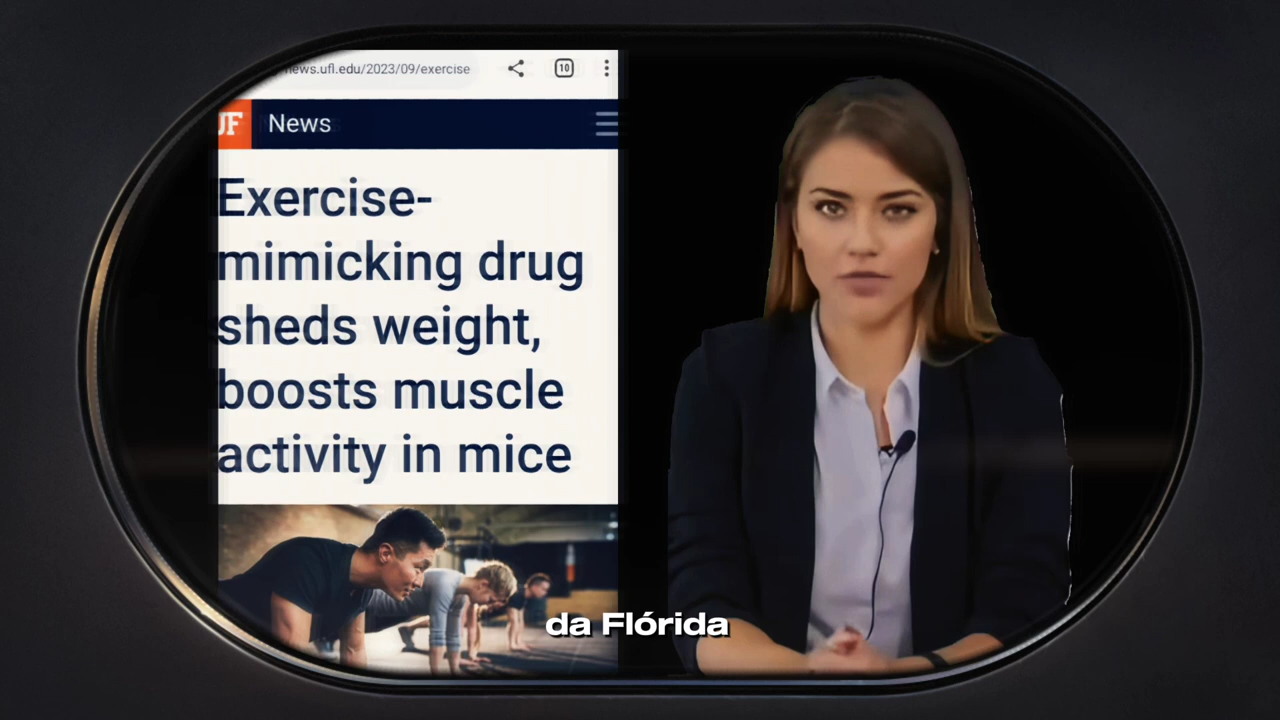 news.ufl.edu/2023/09/exercise
10
UF News
Exercise-
mimicking drug
sheds weight,
boosts muscle
activity in mice
da Flórida